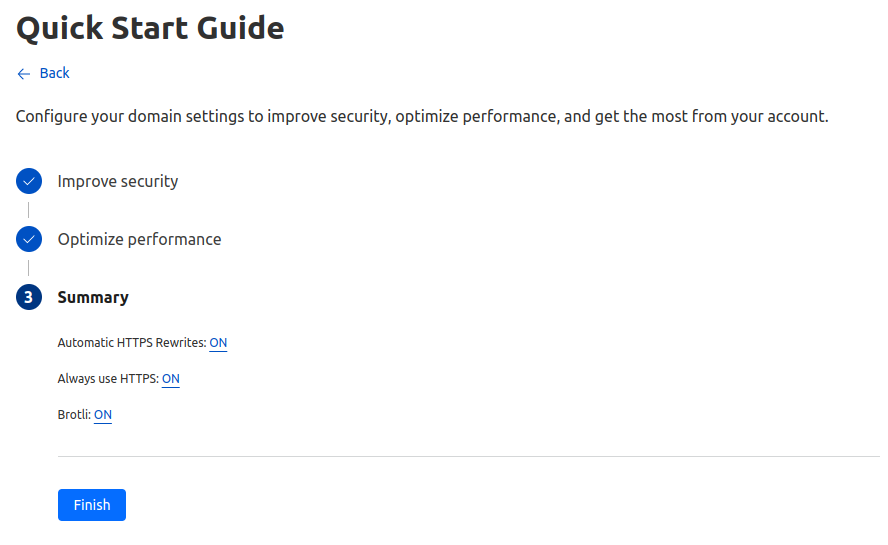 Quick Start Guide
← Back
Configure your domain settings to improve security, optimize performance, and get the most from your account.
Improve security
Optimize performance
3 Summary
Automatic HTTPS Rewrites: ON
Always use HTTPS: ON
Brotli: ON
Finish